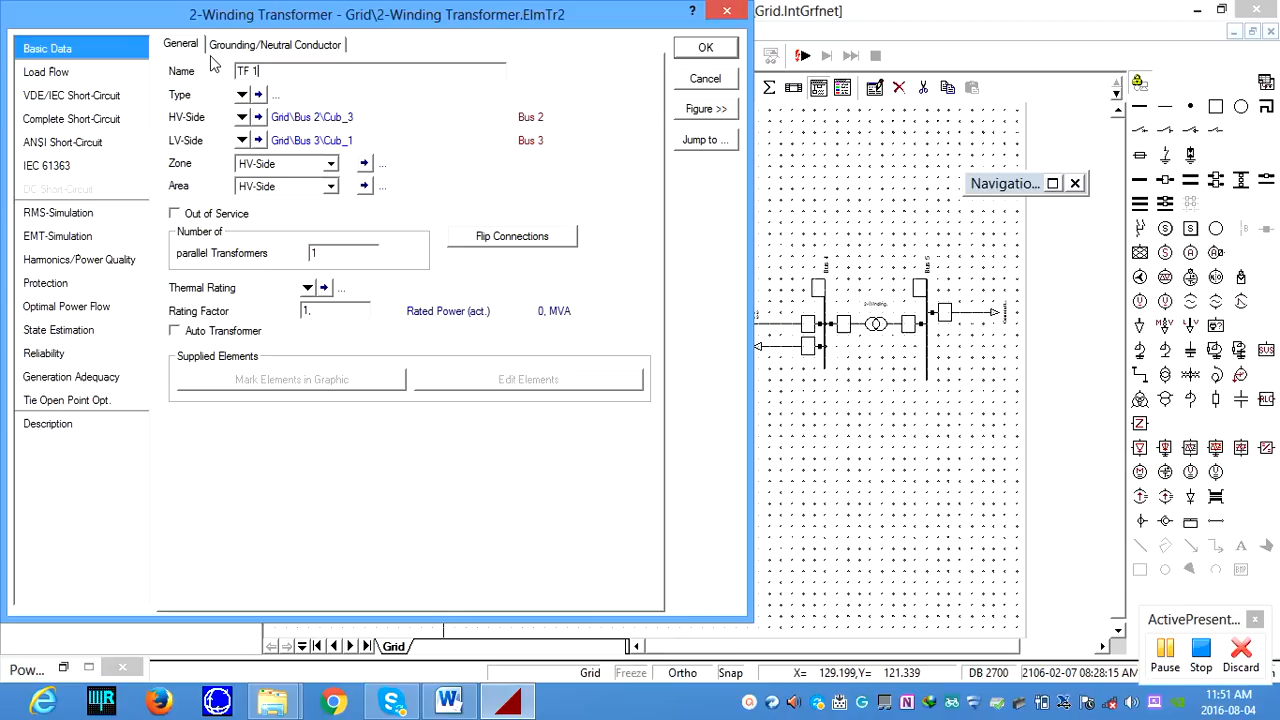 2-Winding Transformer - Grid\2-Winding Transformer.ElmTr2
?
Grid.IntGrfnet]
Basic Data
Load Flow
VDE/IEC Short-Circuit
Complete Short-Circuit
ANSI Short-Circuit
IEC 61363
DC Short-Circuit
RMS-Simulation
EMT-Simulation
Harmonics/Power Quality
Protection
Optimal Power Flow
State Estimation
Reliability
Generation Adequacy
Tie Open Point Opt.
Description
General
Grounding/Neutral Conductor
Name TF 1
Type ...
HV-Side Grid\Bus 2\Cub_3 Bus 2
LV-Side Grid\Bus 3\Cub_1 Bus 3
Zone HV-Side ...
Area HV-Side ...
Out of Service
Number of
parallel Transformers 1
Flip Connections
Thermal Rating ...
Rating Factor 1. Rated Power (act.) 0, MVA
Auto Transformer
Supplied Elements
Mark Elements in Graphic
Edit Elements
OK
Cancel
Figure >>
Jump to ...
Navigatio...
Bus 4
Bus 5
2-Winding..
Grid
Pow...
Grid Freeze Ortho Snap X= 129.199,Y= 121.339 DB 2700 2106-02-07 08:28:15 AM
ActivePresent...
Pause Stop Discard
11:51 AM
2016-08-04